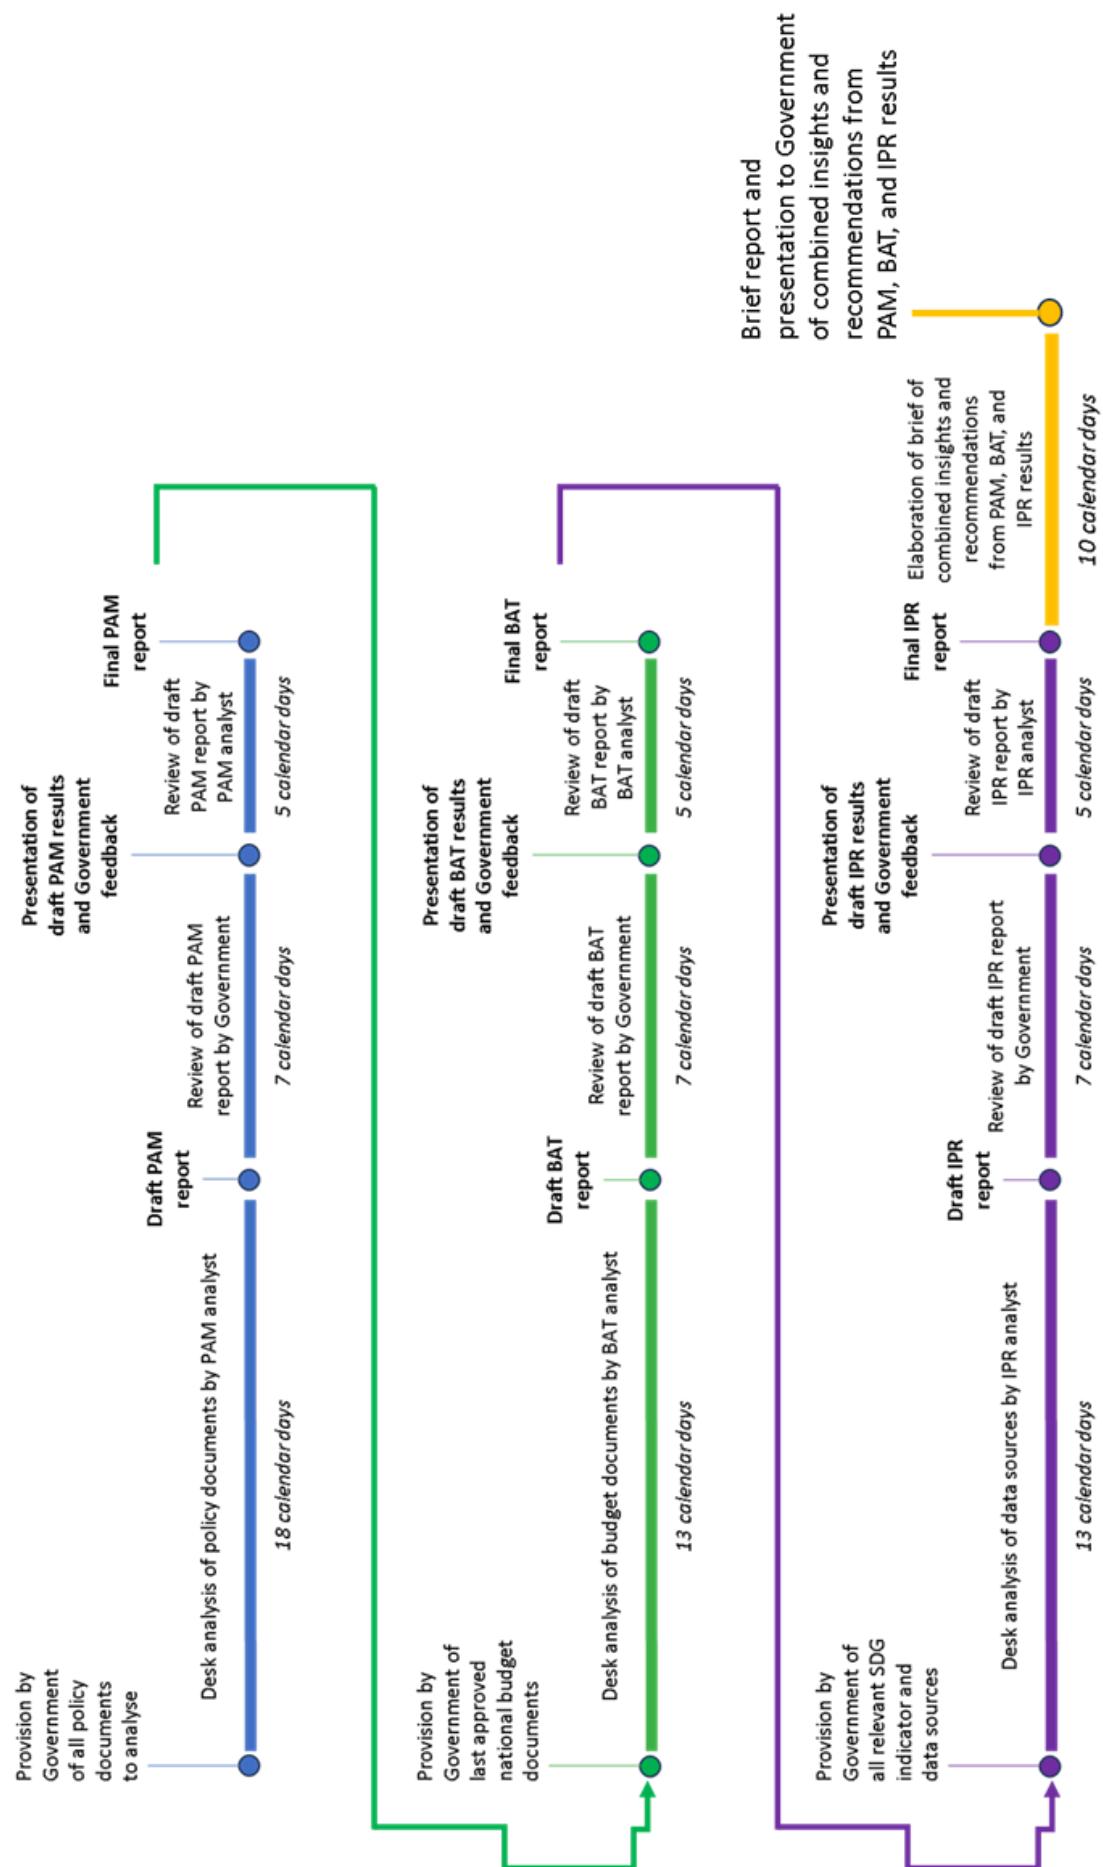 Provision by
Government
of all policy
documents
to analyse
Desk analysis of policy documents by PAM analyst
18 calendar days
Draft PAM
report
Review of draft PAM
report by Government
7 calendar days
Presentation of
draft PAM results
and Government
feedback
Review of draft
PAM report by
PAM analyst
5 calendar days
Final PAM
report
Provision by
Government of
last approved
national budget
documents
Desk analysis of budget documents by BAT analyst
13 calendar days
Draft BAT
report
Review of draft BAT
report by Government
7 calendar days
Presentation of
draft BAT results
and Government
feedback
Review of draft
BAT report by
BAT analyst
5 calendar days
Final BAT
report
Provision by
Government of
all relevant SDG
indicator and
data sources
Desk analysis of data sources by IPR analyst
13 calendar days
Draft IPR
report
Review of draft IPR report
by Government
7 calendar days
Presentation of
draft IPR results
and Government
feedback
Review of draft
IPR report by
IPR analyst
5 calendar days
Final IPR
report
Elaboration of brief of
combined insights and
recommendations
from PAM, BAT, and
IPR results
10 calendar days
Brief report and
presentation to Government
of combined insights and
recommendations from
PAM, BAT, and IPR results